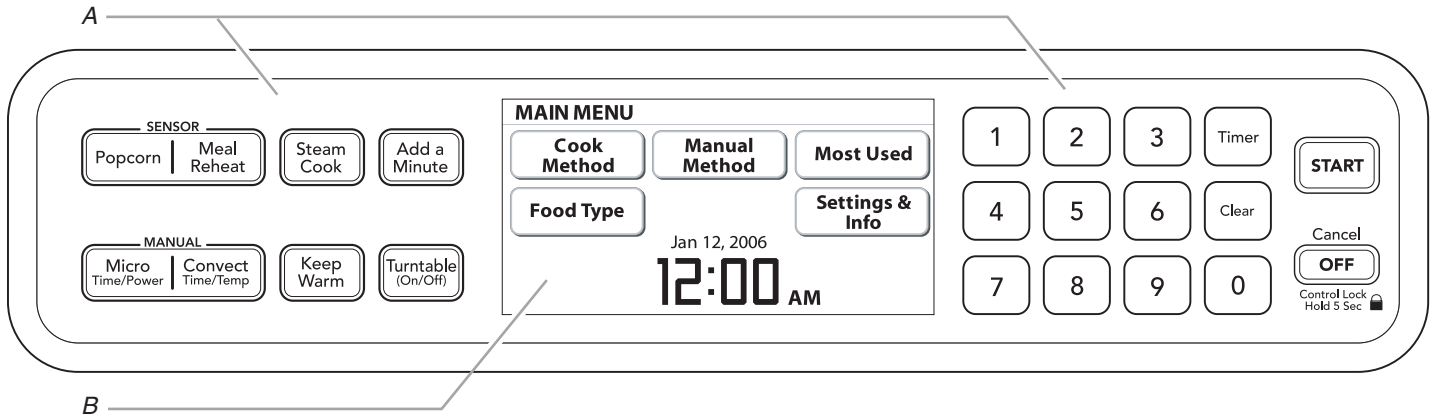 A
SENSOR
Popcorn
Meal
Reheat
Steam
Cook
Add a
Minute
MANUAL
Micro
Time/Power
Convect
Time/Temp
Keep
Warm
Turntable
(On/Off)
MAIN MENU
Cook
Method
Manual
Method
Most Used
Food Type
Settings &
Info
Jan 12, 2006
12:00 AM
1 2 3 Timer
4 5 6 Clear
7 8 9 0
START
Cancel
OFF
Control Lock
Hold 5 Sec
B